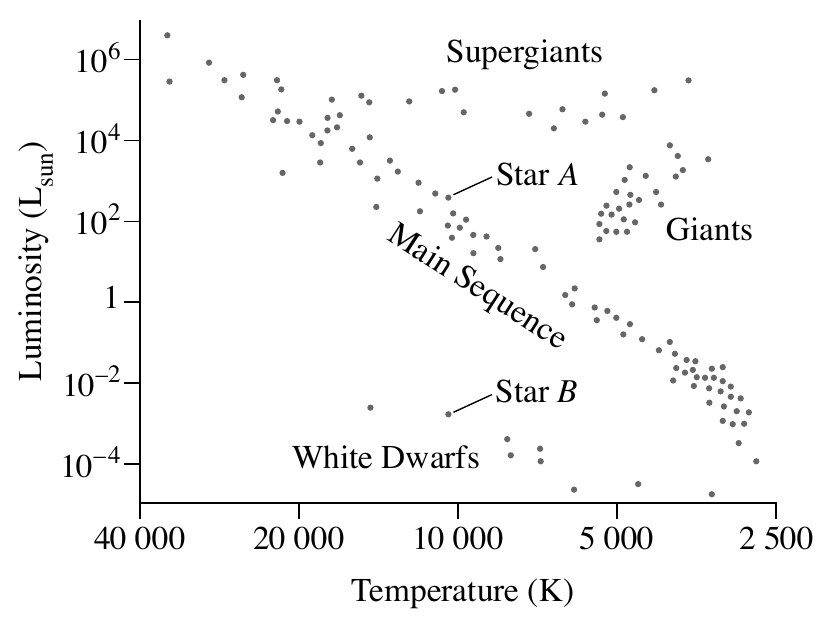 Supergiants
Star A
Giants
Main Sequence
Star B
White Dwarfs
Luminosity (L_sun)
10^6
10^4
10^2
1
10^−2
10^−4
40 000
20 000
10 000
5 000
2 500
Temperature (K)